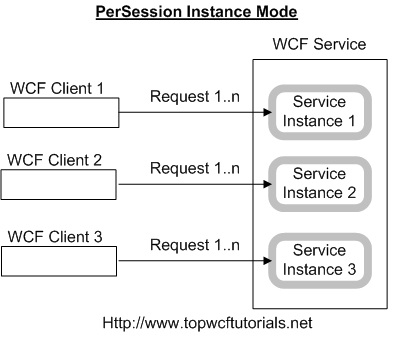 PerSession Instance Mode
WCF Service
WCF Client 1
Request 1..n
Service
Instance 1
WCF Client 2
Request 1..n
Service
Instance 2
WCF Client 3
Request 1..n
Service
Instance 3
Http://www.topwcftutorials.net